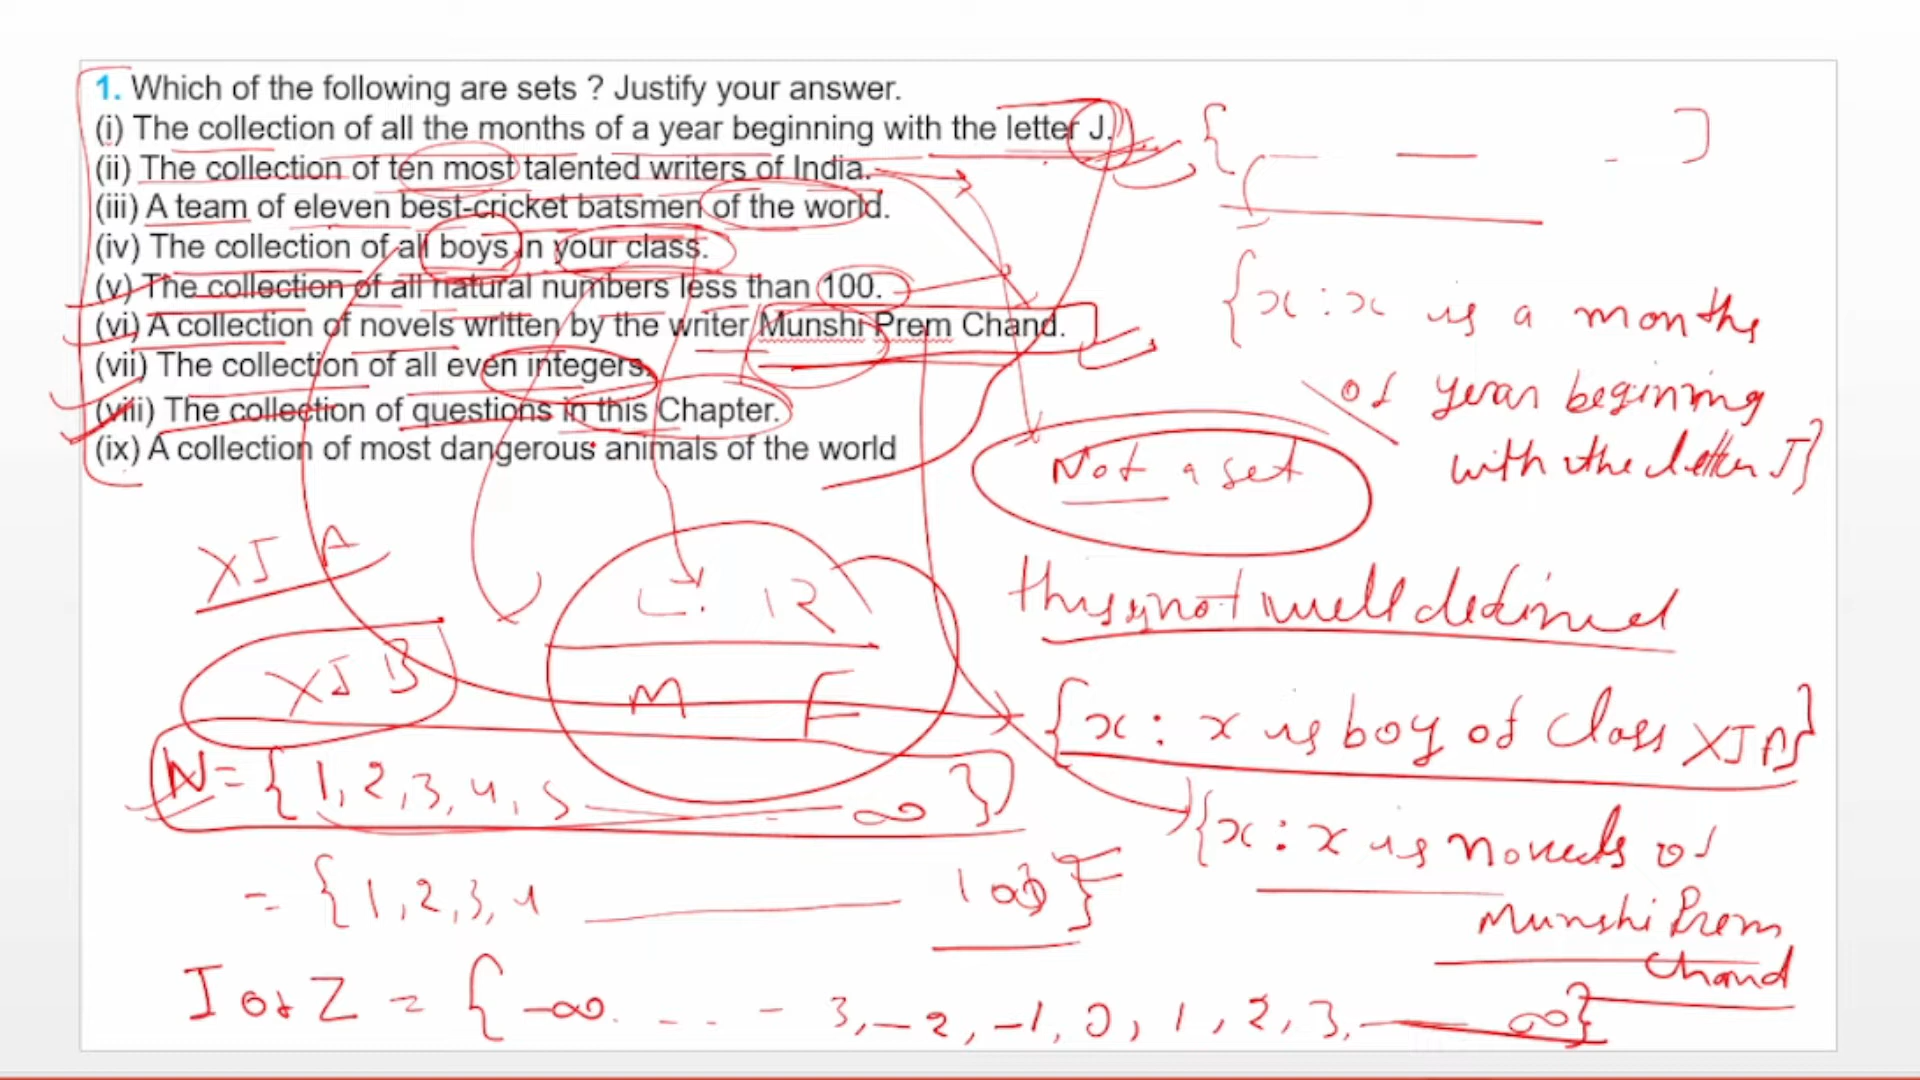 1. Which of the following are sets ? Justify your answer.
(i) The collection of all the months of a year beginning with the letter J.
(ii) The collection of ten most talented writers of India.
(iii) A team of eleven best-cricket batsmen of the world.
(iv) The collection of all boys in your class.
(v) The collection of all natural numbers less than 100.
(vi) A collection of novels written by the writer Munshi Prem Chand.
(vii) The collection of all even integers.
(viii) The collection of questions in this Chapter.
(ix) A collection of most dangerous animals of the world
{x : x is a months
of year beginning
with the letter J}
Not a set
this is not well defined
XI A
XI B
M F
{x : x is boy of class XI A}
N = {1, 2, 3, 4, 5 ∞}
{x : x is novels of
Munshi Prem
Chand
= {1, 2, 3, 4
I or Z = {-∞. . . . - 3, -2, -1, 0, 1, 2, 3, ∞}